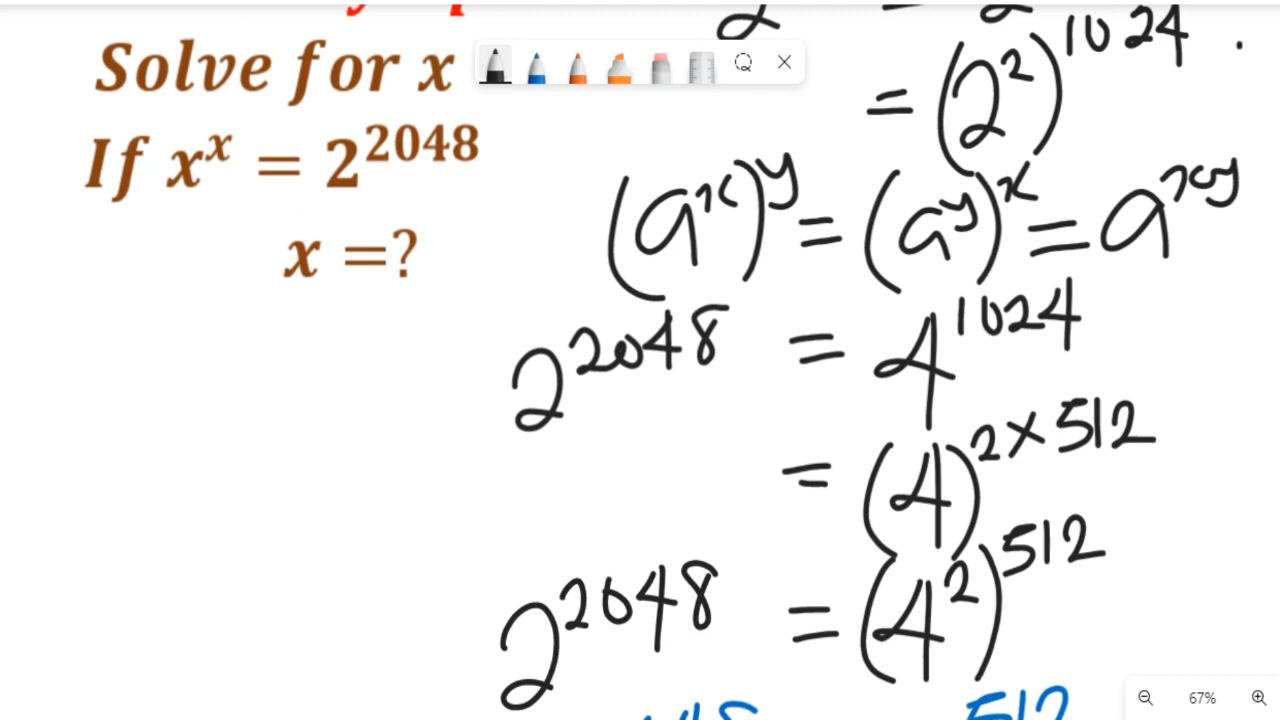 Solve for x
If x^x = 2^2048
x =?
= (2^2)^1024 .
(a^x)^y = (a^y)^x = a^xy
2^2048 = 4^1024
= (4)^2×512
2^2048 = (4^2)^512
512
67%